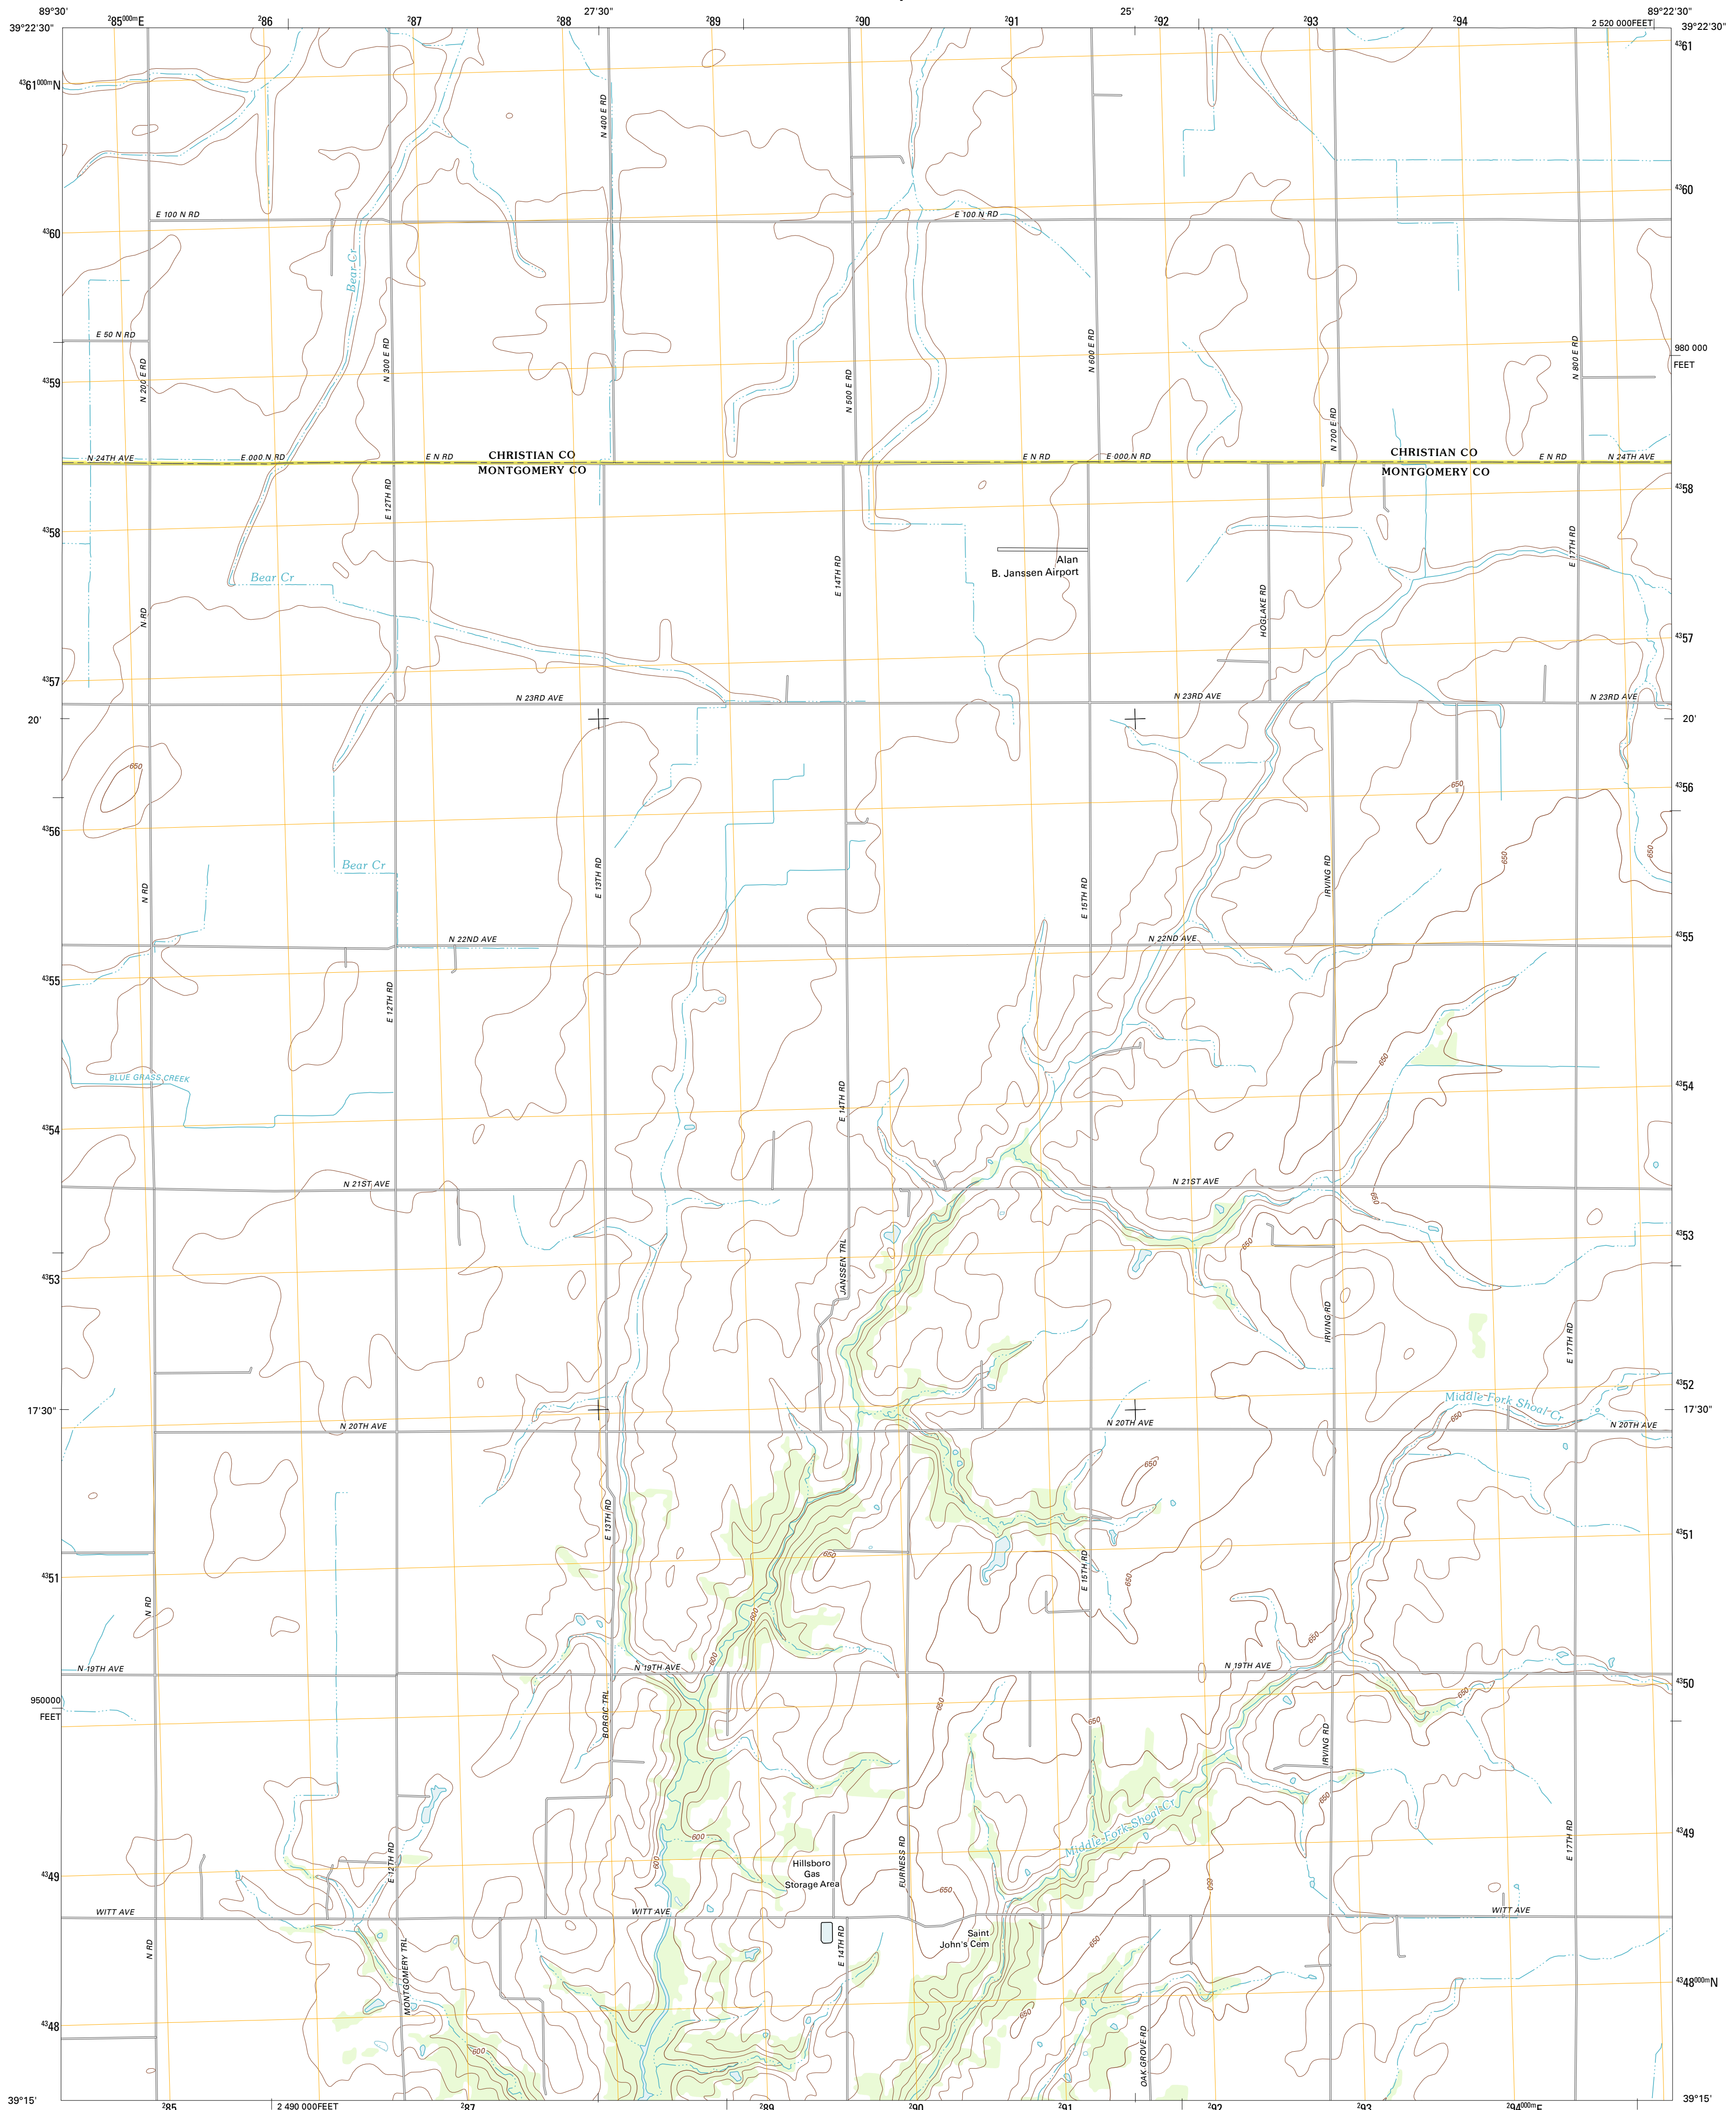 89°30'
²85⁰⁰⁰ᵐE
²86
²87
27'30"
²88
²89
²90
²91
25'
²92
²93
²94
2 520 000FEET
89°22'30"
39°22'30"
39°22'30"
⁴³61
⁴³61⁰⁰⁰ᵐN
N 400 E RD
⁴³60
E 100 N RD
E 100 N RD
⁴³60
Bear Cr
E 50 N RD
980 000
FEET
N 200 E RD
N 300 E RD
N 500 E RD
N 600 E RD
N 800 E RD
⁴³59
N 700 E RD
N 24TH AVE
E 000 N RD
E N RD
CHRISTIAN CO
MONTGOMERY CO
E N RD
E 000 N RD
CHRISTIAN CO
MONTGOMERY CO
E N RD
N 24TH AVE
⁴³58
E 12TH RD
⁴³58
E 17TH RD
Alan
B. Janssen Airport
Bear Cr
E 14TH RD
HOGLAKE RD
N RD
⁴³57
⁴³57
N 23RD AVE
N 23RD AVE
N 23RD AVE
20'
20'
650
650
⁴³56
⁴³56
650
650
Bear Cr
E 13TH RD
IRVING RD
N RD
E 15TH RD
N 22ND AVE
N 22ND AVE
⁴³55
⁴³55
E 12TH RD
650
BLUE GRASS CREEK
⁴³54
E 14TH RD
⁴³54
N 21ST AVE
N 21ST AVE
650
⁴³53
650
JANSSEN TRL
⁴³53
IRVING RD
E 17TH RD
⁴³52
Middle Fork Shoal Cr
17'30"
17'30"
650
N 20TH AVE
N 20TH AVE
N 20TH AVE
650
E 13TH RD
⁴³51
650
⁴³51
E 15TH RD
650
N RD
600
650
600
N 19TH AVE
N 19TH AVE
N 19TH AVE
⁴³50
950000
FEET
650
650
650
BORGIC TRL
IRVING RD
650
Middle Fork Shoal Cr
600
⁴³49
E 17TH RD
600
E 12TH RD
FURNESS RD
Hillsboro
Gas
Storage Area
⁴³49
650
650
WITT AVE
WITT AVE
WITT AVE
N RD
E 14TH RD
Saint
John's Cem
650
MONTGOMERY TRL
⁴³48⁰⁰⁰ᵐN
650
⁴³48
600
OAK GROVE RD
39°15'
39°15'
²85
2 490 000FEET
²87
²89
²90
²91
²92
²93
²94⁰⁰⁰ᵐE